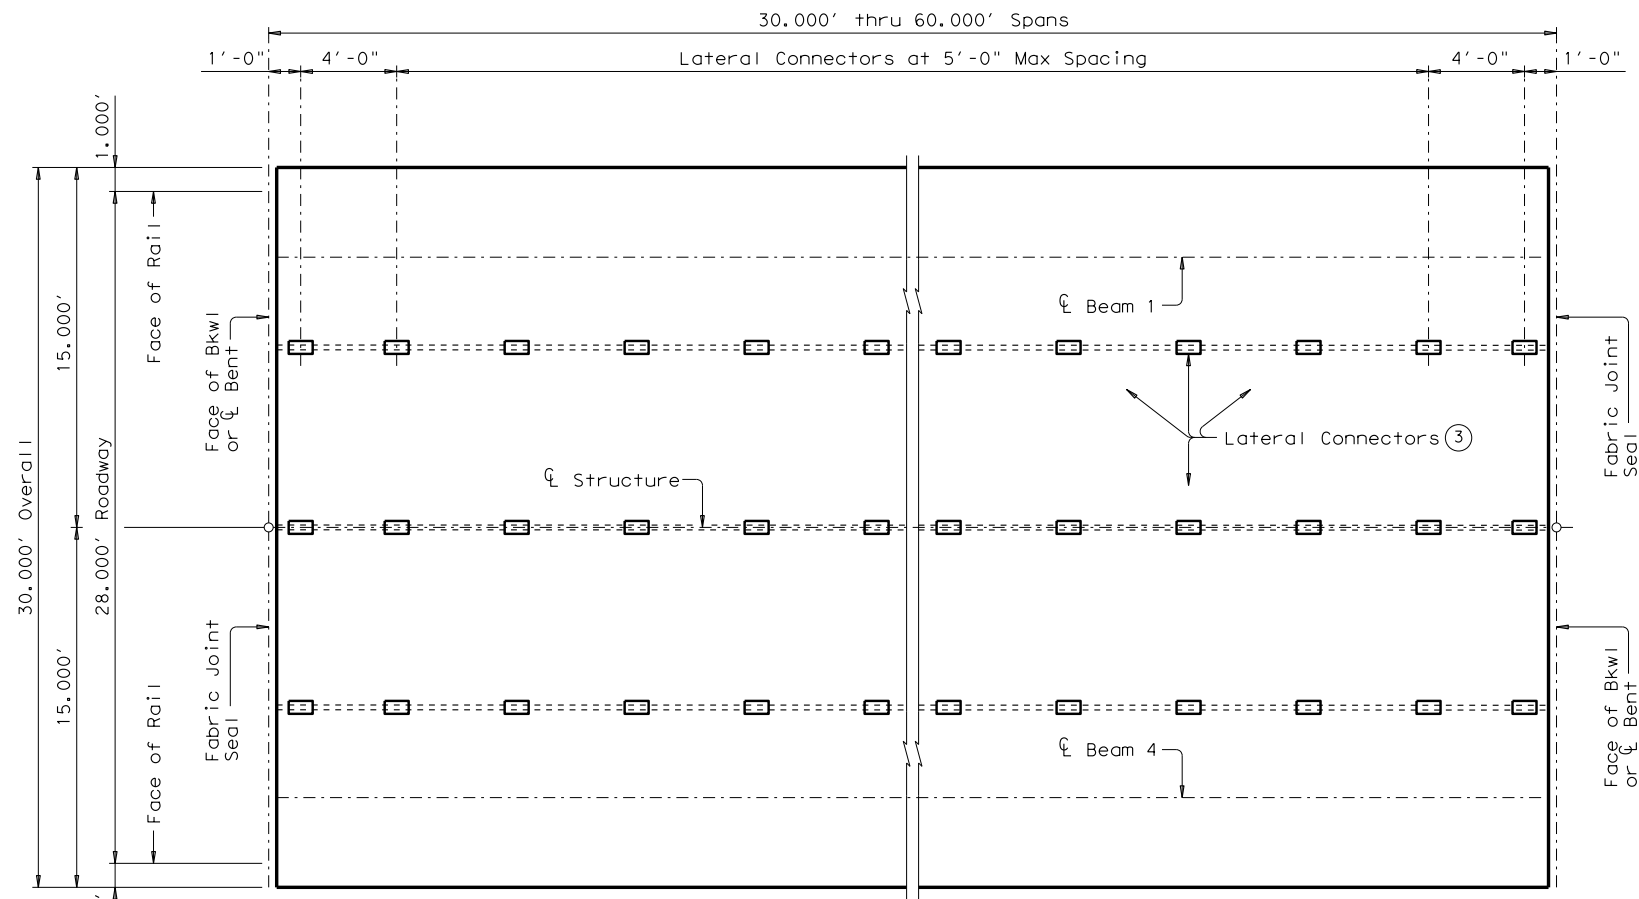 30.000′ thru 60.000′ Spans
1′-0"
4′-0"
Lateral Connectors at 5′-0" Max Spacing
4′-0"
1′-0"
1.000′
Face of Rail
15.000′
Face of Bkwl
or ℄ Bent
℄ Beam 1
Fabric Joint
Seal
Lateral Connectors 3
℄ Structure
30.000′ Overall
28.000′ Roadway
15.000′
Face of Rail
Fabric Joint
Seal
℄ Beam 4
Face of Bkwl
or ℄ Bent